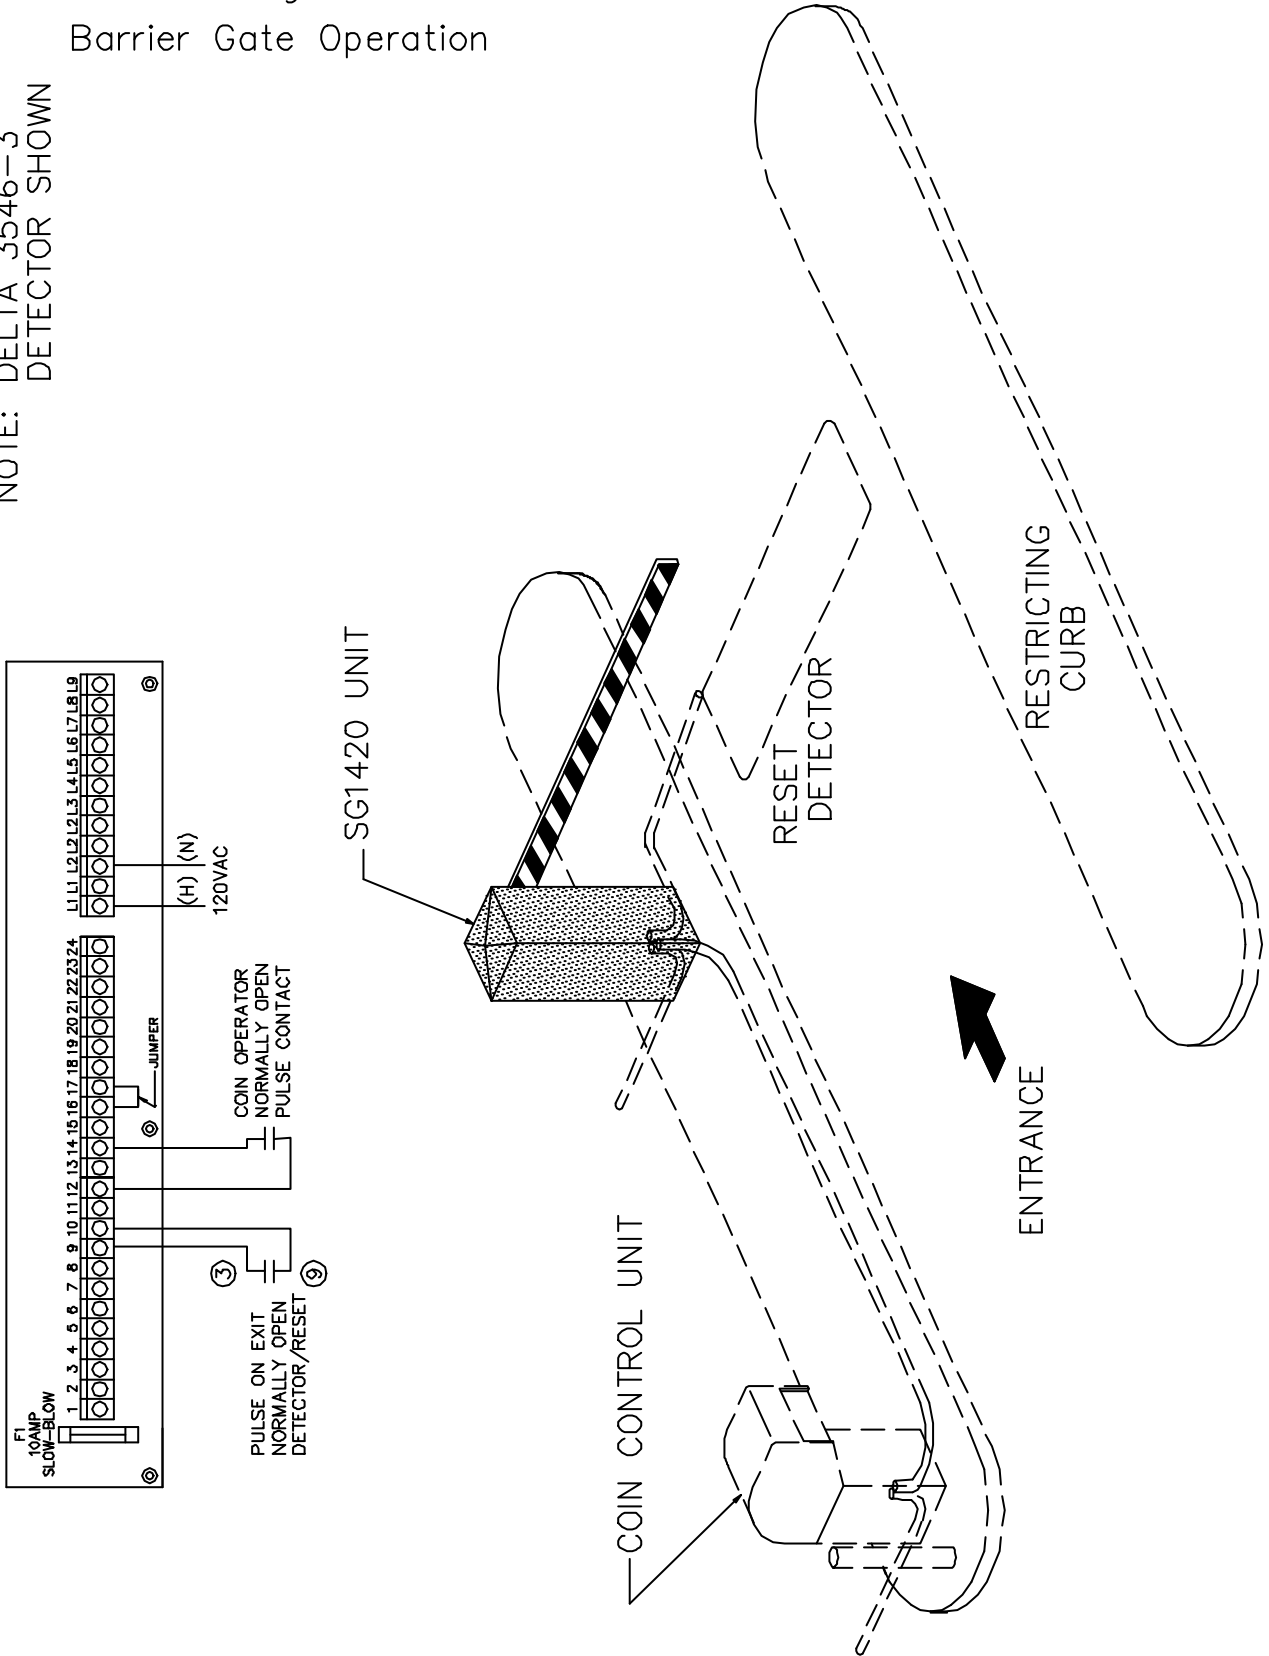 Barrier Gate Operation
NOTE: DELTA 3546-3
DETECTOR SHOWN
F1
10AMP
SLOW-BLOW
1 2 3 4 5 6 7 8 9 10 11 12 13 14 15 16 17 18 19 20 21 22 23 24
L1 L1 L2 L2 L2 L3 L4 L5 L6 L7 L8 L9
JUMPER
(H) (N)
120VAC
COIN OPERATOR
NORMALLY OPEN
PULSE CONTACT
3
9
PULSE ON EXIT
NORMALLY OPEN
DETECTOR/RESET
SG1420 UNIT
COIN CONTROL UNIT
RESET
DETECTOR
RESTRICTING
CURB
ENTRANCE